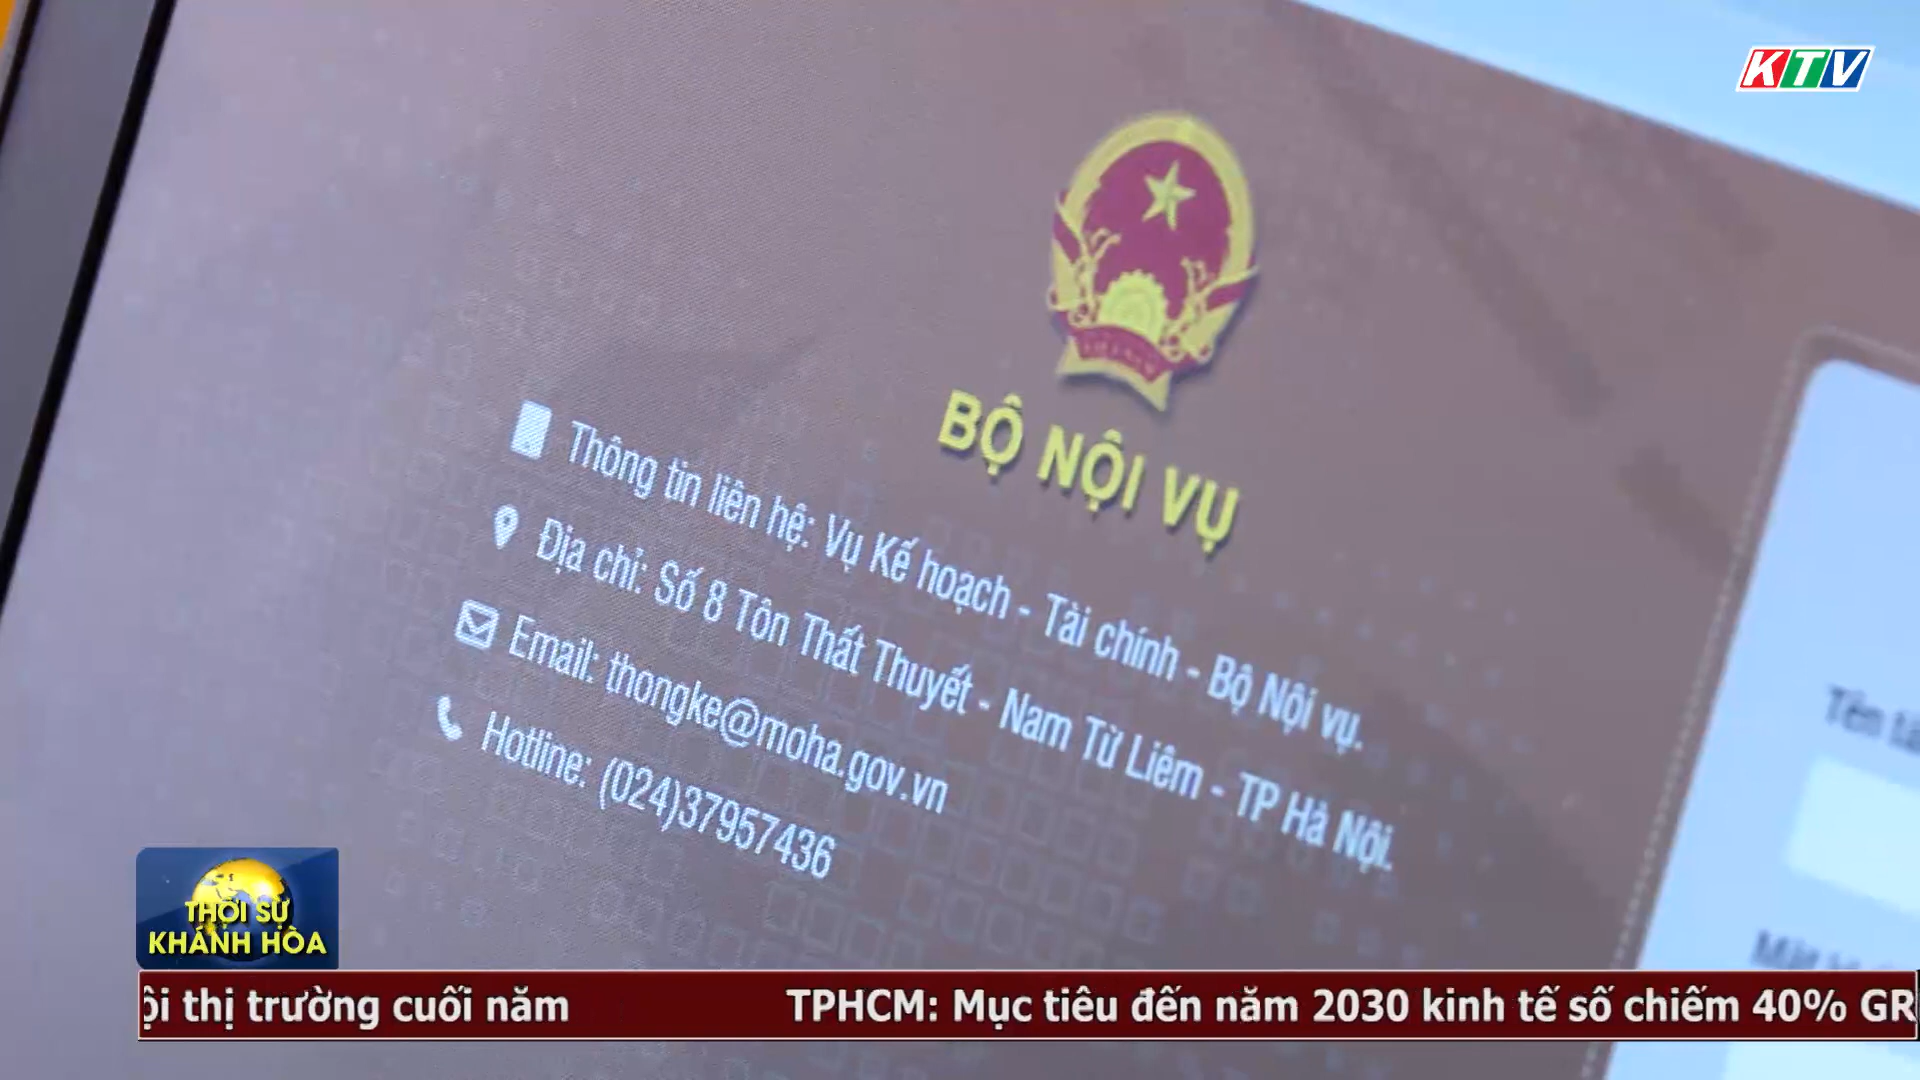 KTV
BỘ NỘI VỤ
Thông tin liên hệ: Vụ Kế hoạch - Tài chính - Bộ Nội vụ.
Địa chỉ: Số 8 Tôn Thất Thuyết - Nam Từ Liêm - TP Hà Nội.
Email: thongke@moha.gov.vn
Hotline: (024)37957436
Tên
THỜI SỰ
KHÁNH HÒA
thị trường cuối năm
TPHCM: Mục tiêu đến năm 2030 kinh tế số chiếm 40%